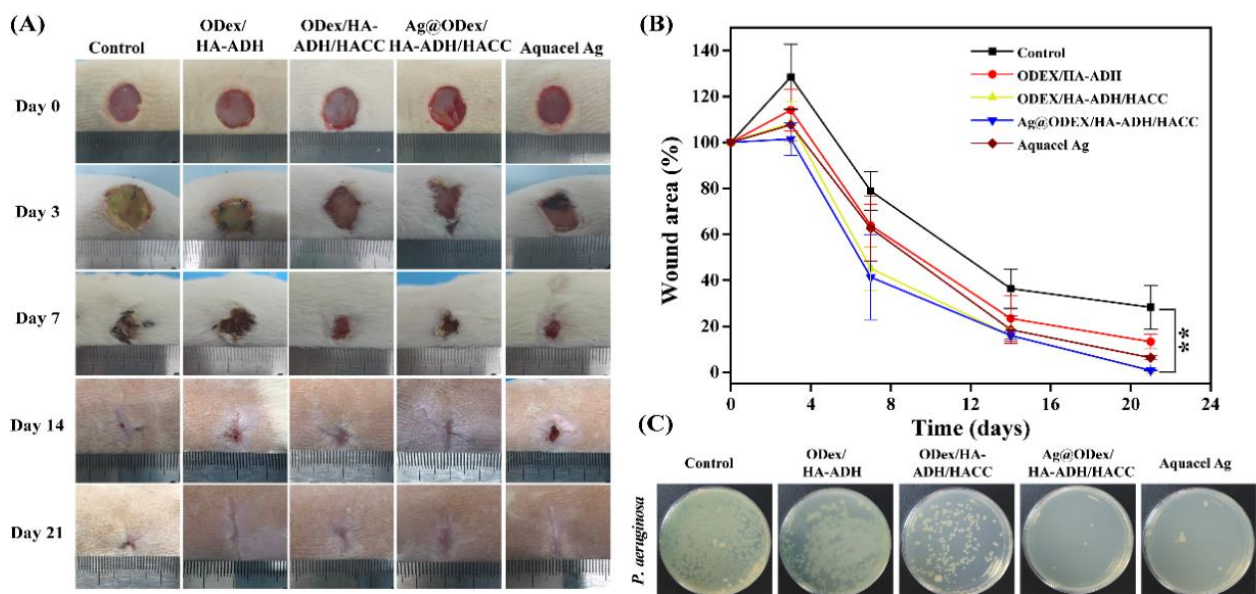 (A)
Control
ODex/
HA-ADH
ODex/HA-
ADH/HACC
Ag@ODex/
HA-ADH/HACC
Aquacel Ag
Day 0
Day 3
Day 7
Day 14
Day 21
(B)
Wound area (%)
140
120
100
80
60
40
20
0
0
4
8
12
16
20
24
Time (days)
Control
ODEX/HA-ADH
ODEX/HA-ADH/HACC
Ag@ODEX/HA-ADH/HACC
Aquacel Ag
**
(C)
Control
ODex/
HA-ADH
ODex/HA-
ADH/HACC
Ag@ODex/
HA-ADH/HACC
Aquacel Ag
P. aeruginosa